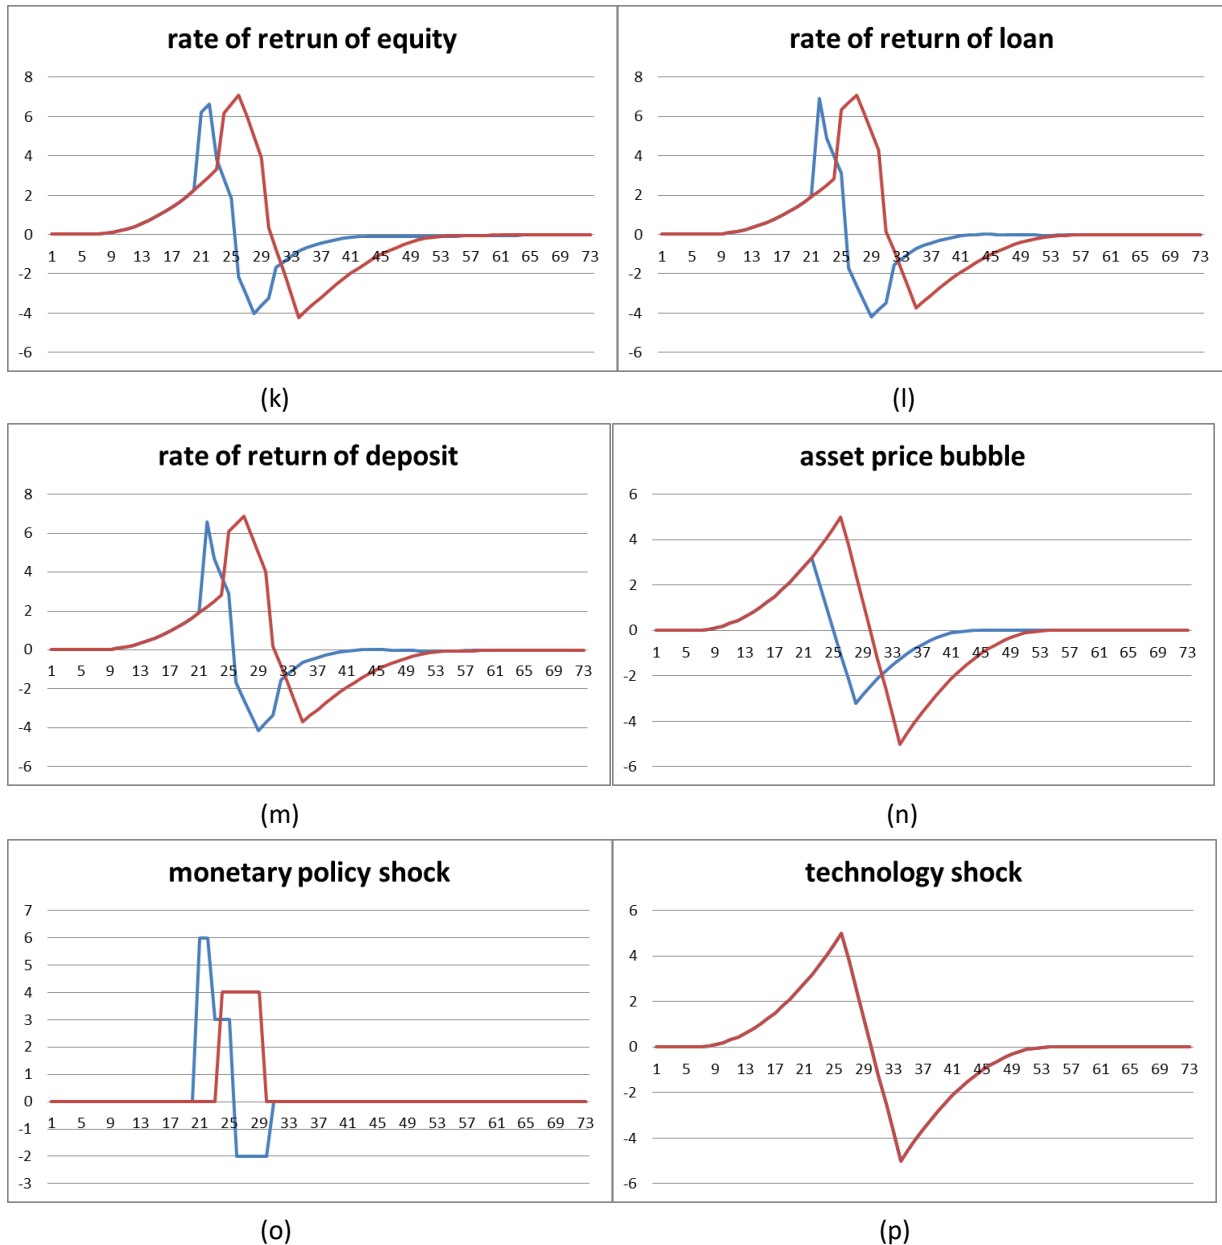 rate of retrun of equity
8
6
4
2
0
-2
-4
-6
1 5 9 13 17 21 25 29 33 37 41 45 49 53 57 61 65 69 73
(k)
rate of return of loan
8
6
4
2
0
-2
-4
-6
1 5 9 13 17 21 25 29 33 37 41 45 49 53 57 61 65 69 73
(l)
rate of return of deposit
8
6
4
2
0
-2
-4
-6
1 5 9 13 17 21 25 29 33 37 41 45 49 53 57 61 65 69 73
(m)
asset price bubble
6
4
2
0
-2
-4
-6
1 5 9 13 17 21 25 29 33 37 41 45 49 53 57 61 65 69 73
(n)
monetary policy shock
7
6
5
4
3
2
1
0
-1
-2
-3
1 5 9 13 17 21 25 29 33 37 41 45 49 53 57 61 65 69 73
(o)
technology shock
6
4
2
0
-2
-4
-6
1 5 9 13 17 21 25 29 33 37 41 45 49 53 57 61 65 69 73
(p)